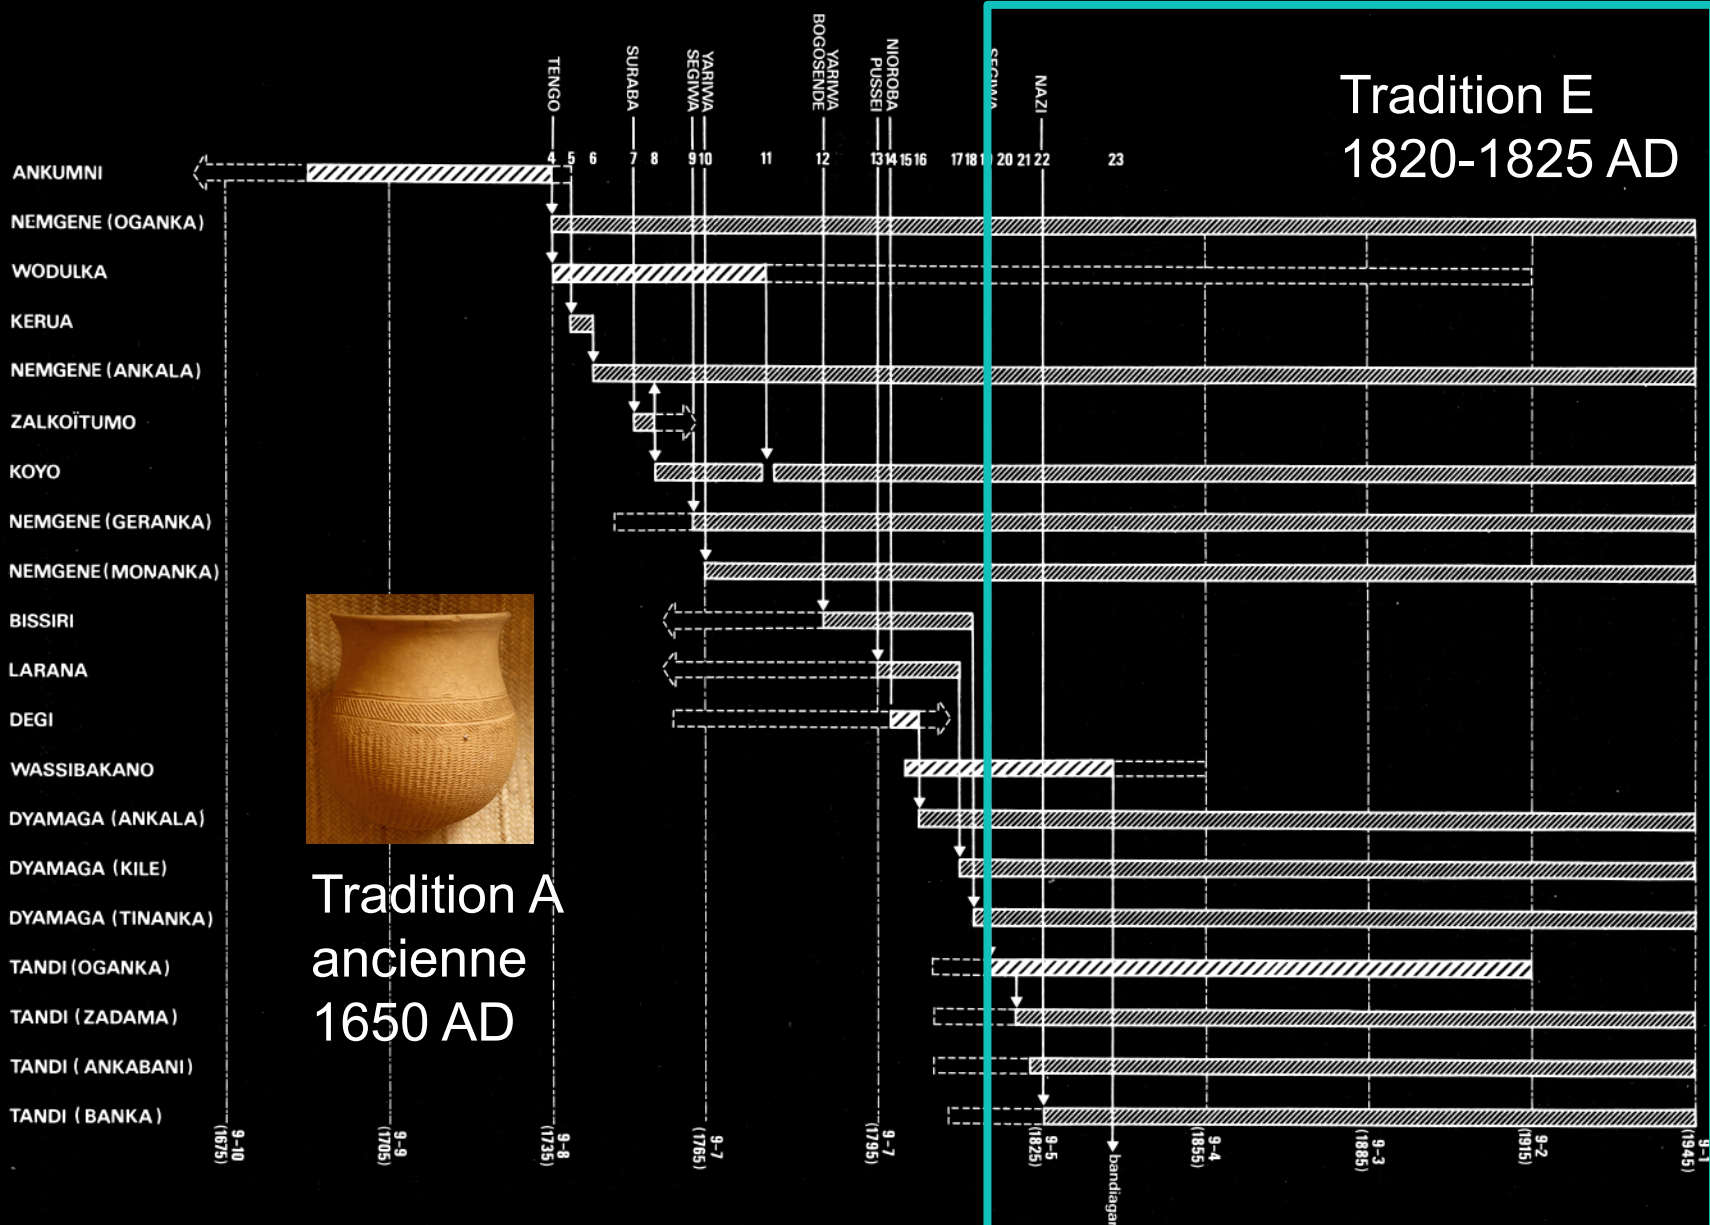 TENGO
SURABA
YARIWA
SEGIWA
YARIWA
BOGOSENDE
NIOROBA
PUSSEI
SEGIWA
NAZI
Tradition E
1820-1825 AD
4 5 6 7 8 9 10 11 12 13 14 15 16 17 18 19 20 21 22 23
ANKUMNI
NEMGENE (OGANKA)
WODULKA
KERUA
NEMGENE (ANKALA)
ZALKOÏTUMO
KOYO
NEMGENE (GERANKA)
NEMGENE (MONANKA)
BISSIRI
LARANA
DEGI
WASSIBAKANO
DYAMAGA (ANKALA)
DYAMAGA (KILE)
DYAMAGA (TINANKA)
TANDI (OGANKA)
TANDI (ZADAMA)
TANDI (ANKABANI)
TANDI (BANKA)
Tradition A
ancienne
1650 AD
9-10
(1675)
9-9
(1705)
9-8
(1735)
9-7
(1765)
9-7
(1795)
9-5
(1825)
bandiagar
9-4
(1855)
9-3
(1885)
9-2
(1915)
9-1
(1945)